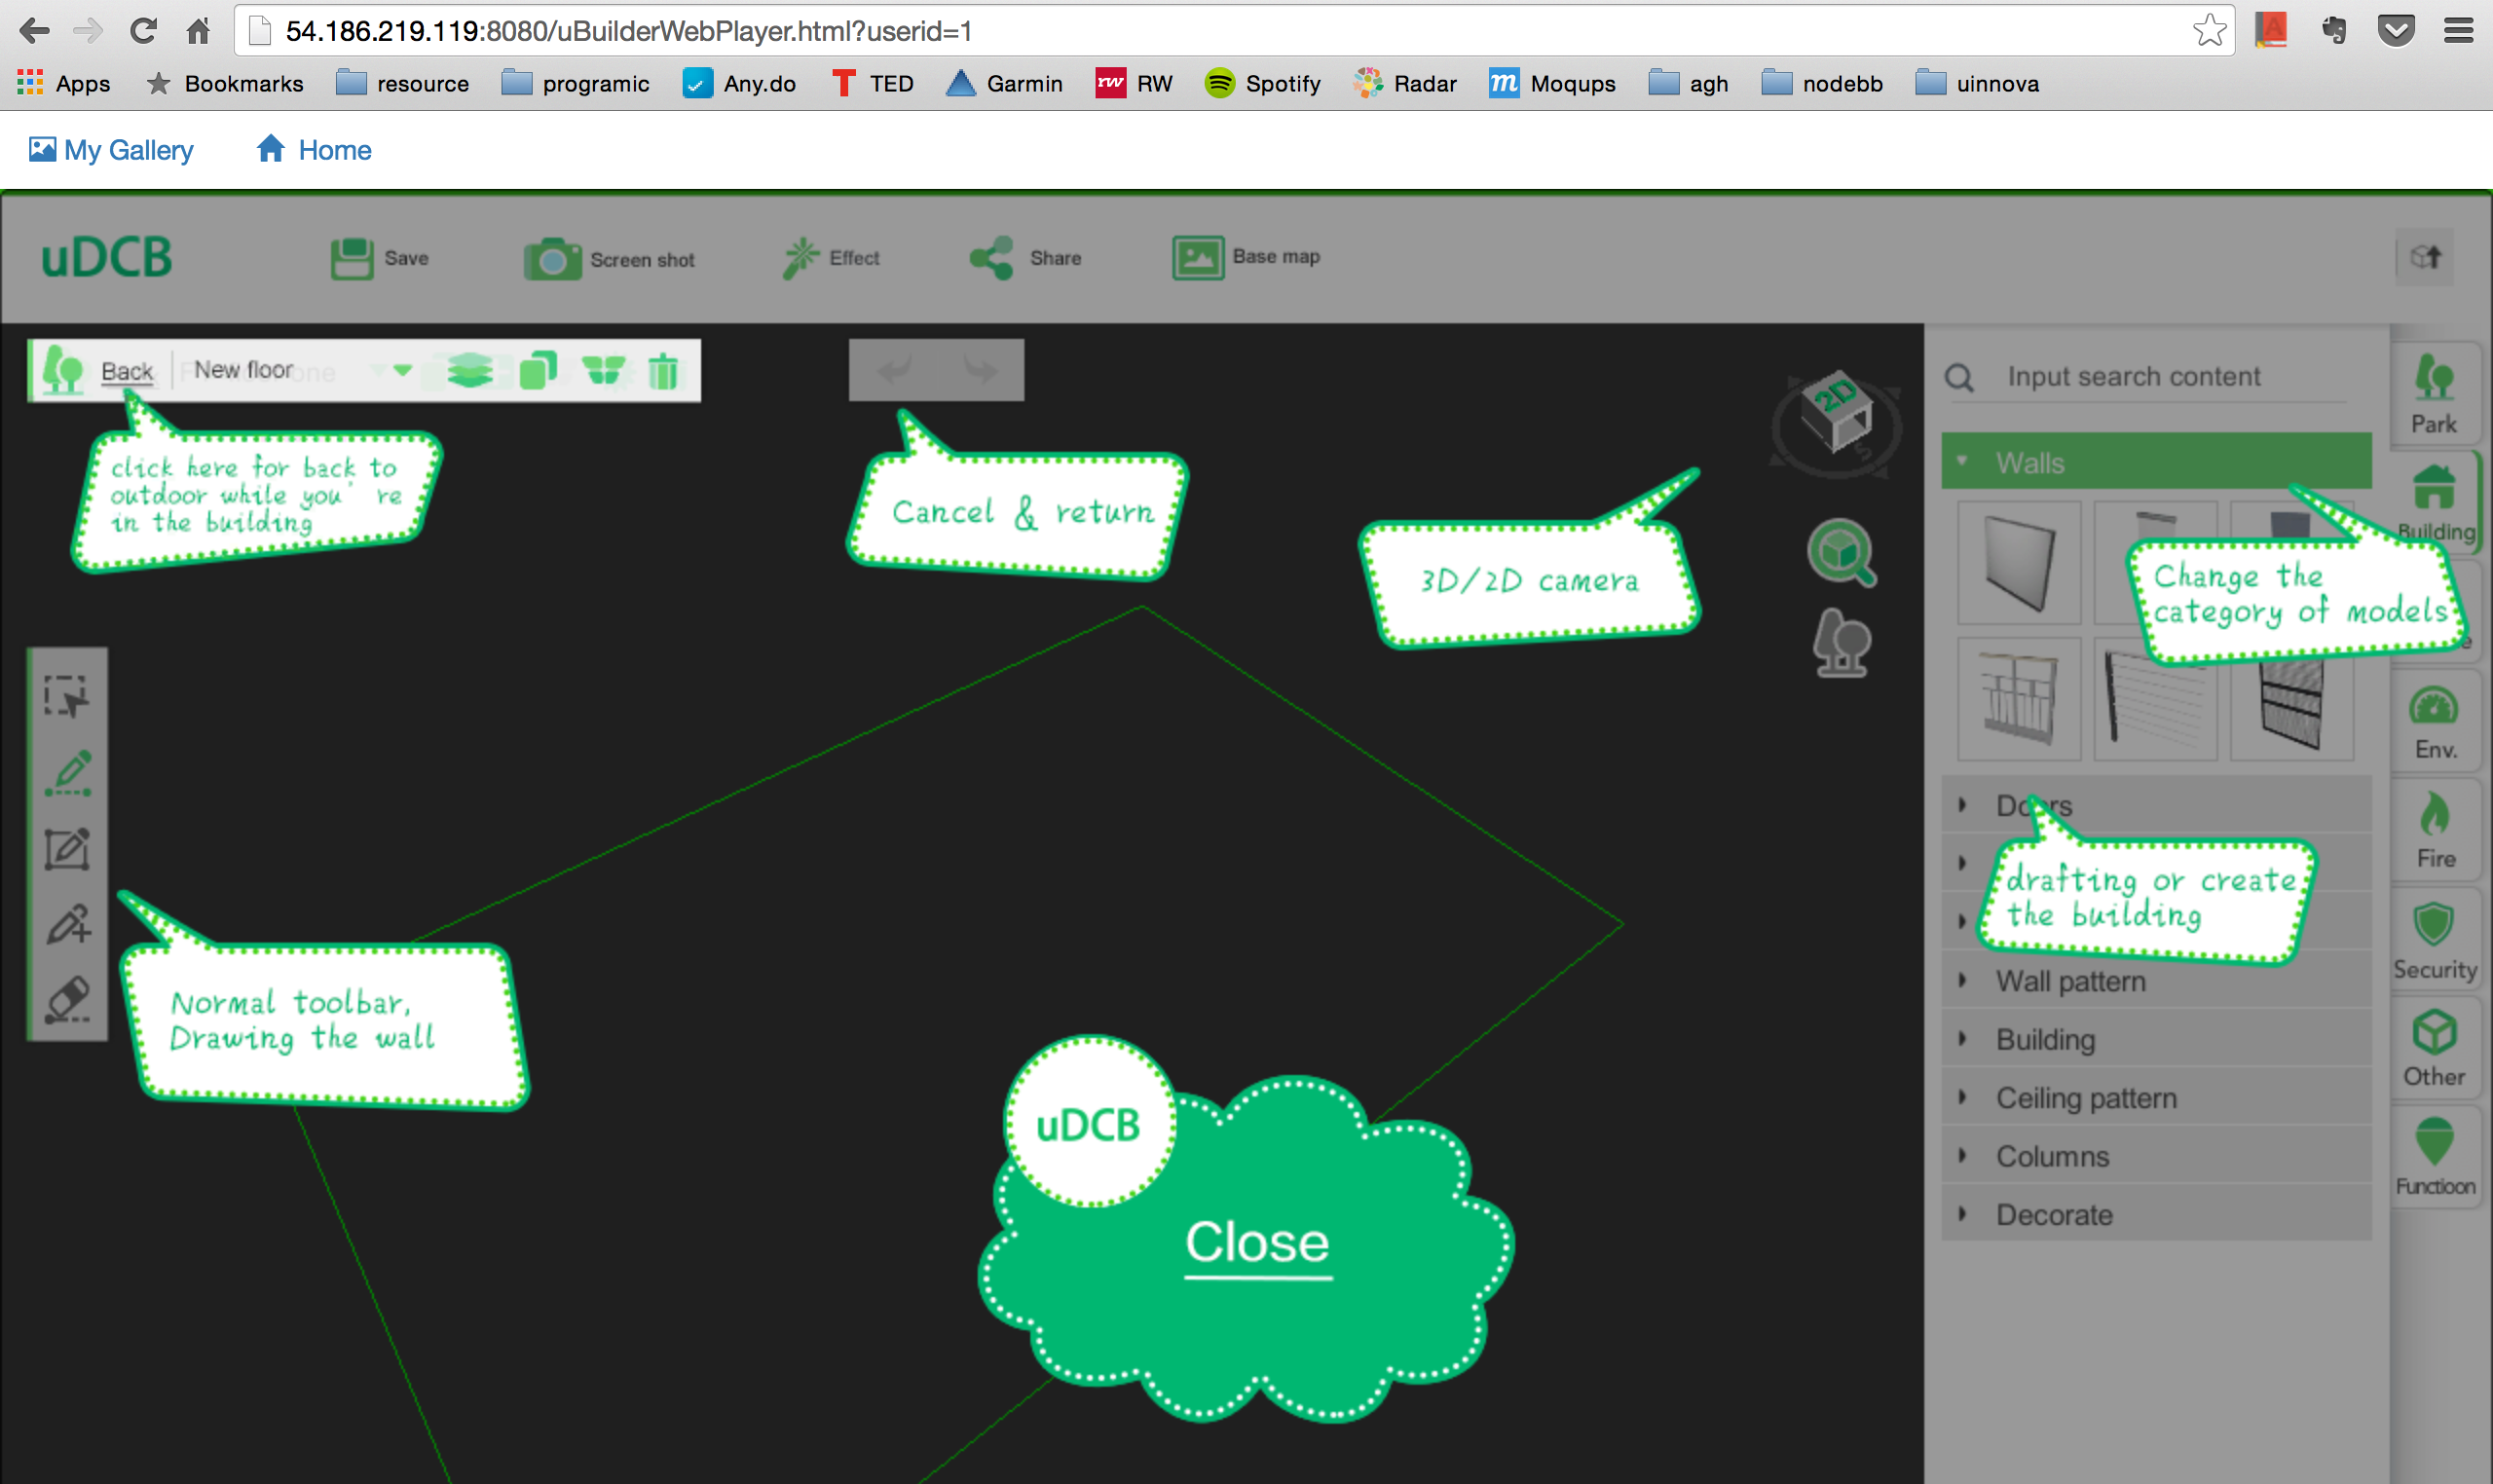 54.186.219.119:8080/uBuilderWebPlayer.html?userid=1
Apps Bookmarks resource programic Any.do TED Garmin RW Spotify Radar Moqups agh nodebb uinnova
My Gallery Home
uDCB Save Screen shot Effect Share Base map
Back New floor
click here for back to
outdoor while you're
in the building
Cancel & return
2D
S
3D/2D camera
Input search content
Walls
Change the
category of models
Doors
drafting or create
the building
Wall pattern
Building
Ceiling pattern
Columns
Decorate
Park
Building
Env.
Fire
Security
Other
Functioon
Normal toolbar,
Drawing the wall
uDCB
Close